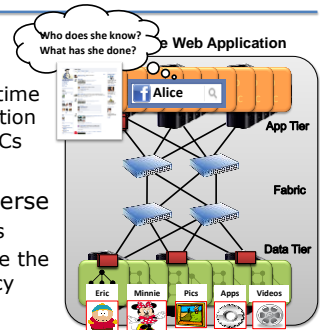 Who does she know?
What has she done?
e Web Application
time
tion
Cs
Alice
App Tier
Fabric
erse
s
e the
cy
Data Tier
Eric
Minnie
Pics
Apps
Videos